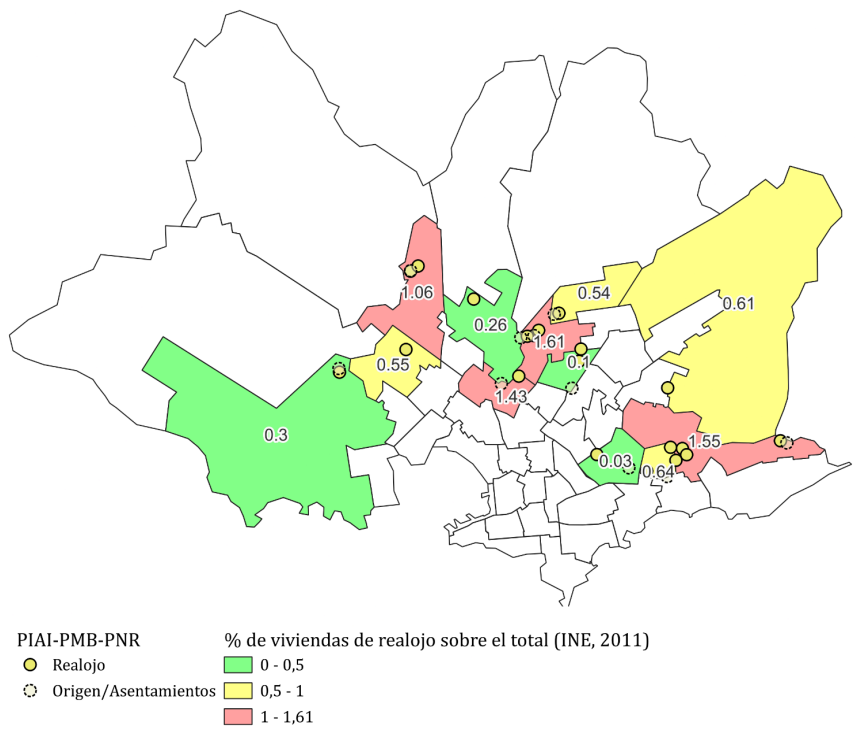 0.54
0.61
1.06
0.26
1.61
0.1
0.55
1.43
0.3
1.55
0.03
0.64
PIAI-PMB-PNR
Realojo
Origen/Asentamientos
% de viviendas de realojo sobre el total (INE, 2011)
0 - 0,5
0,5 - 1
1 - 1,61